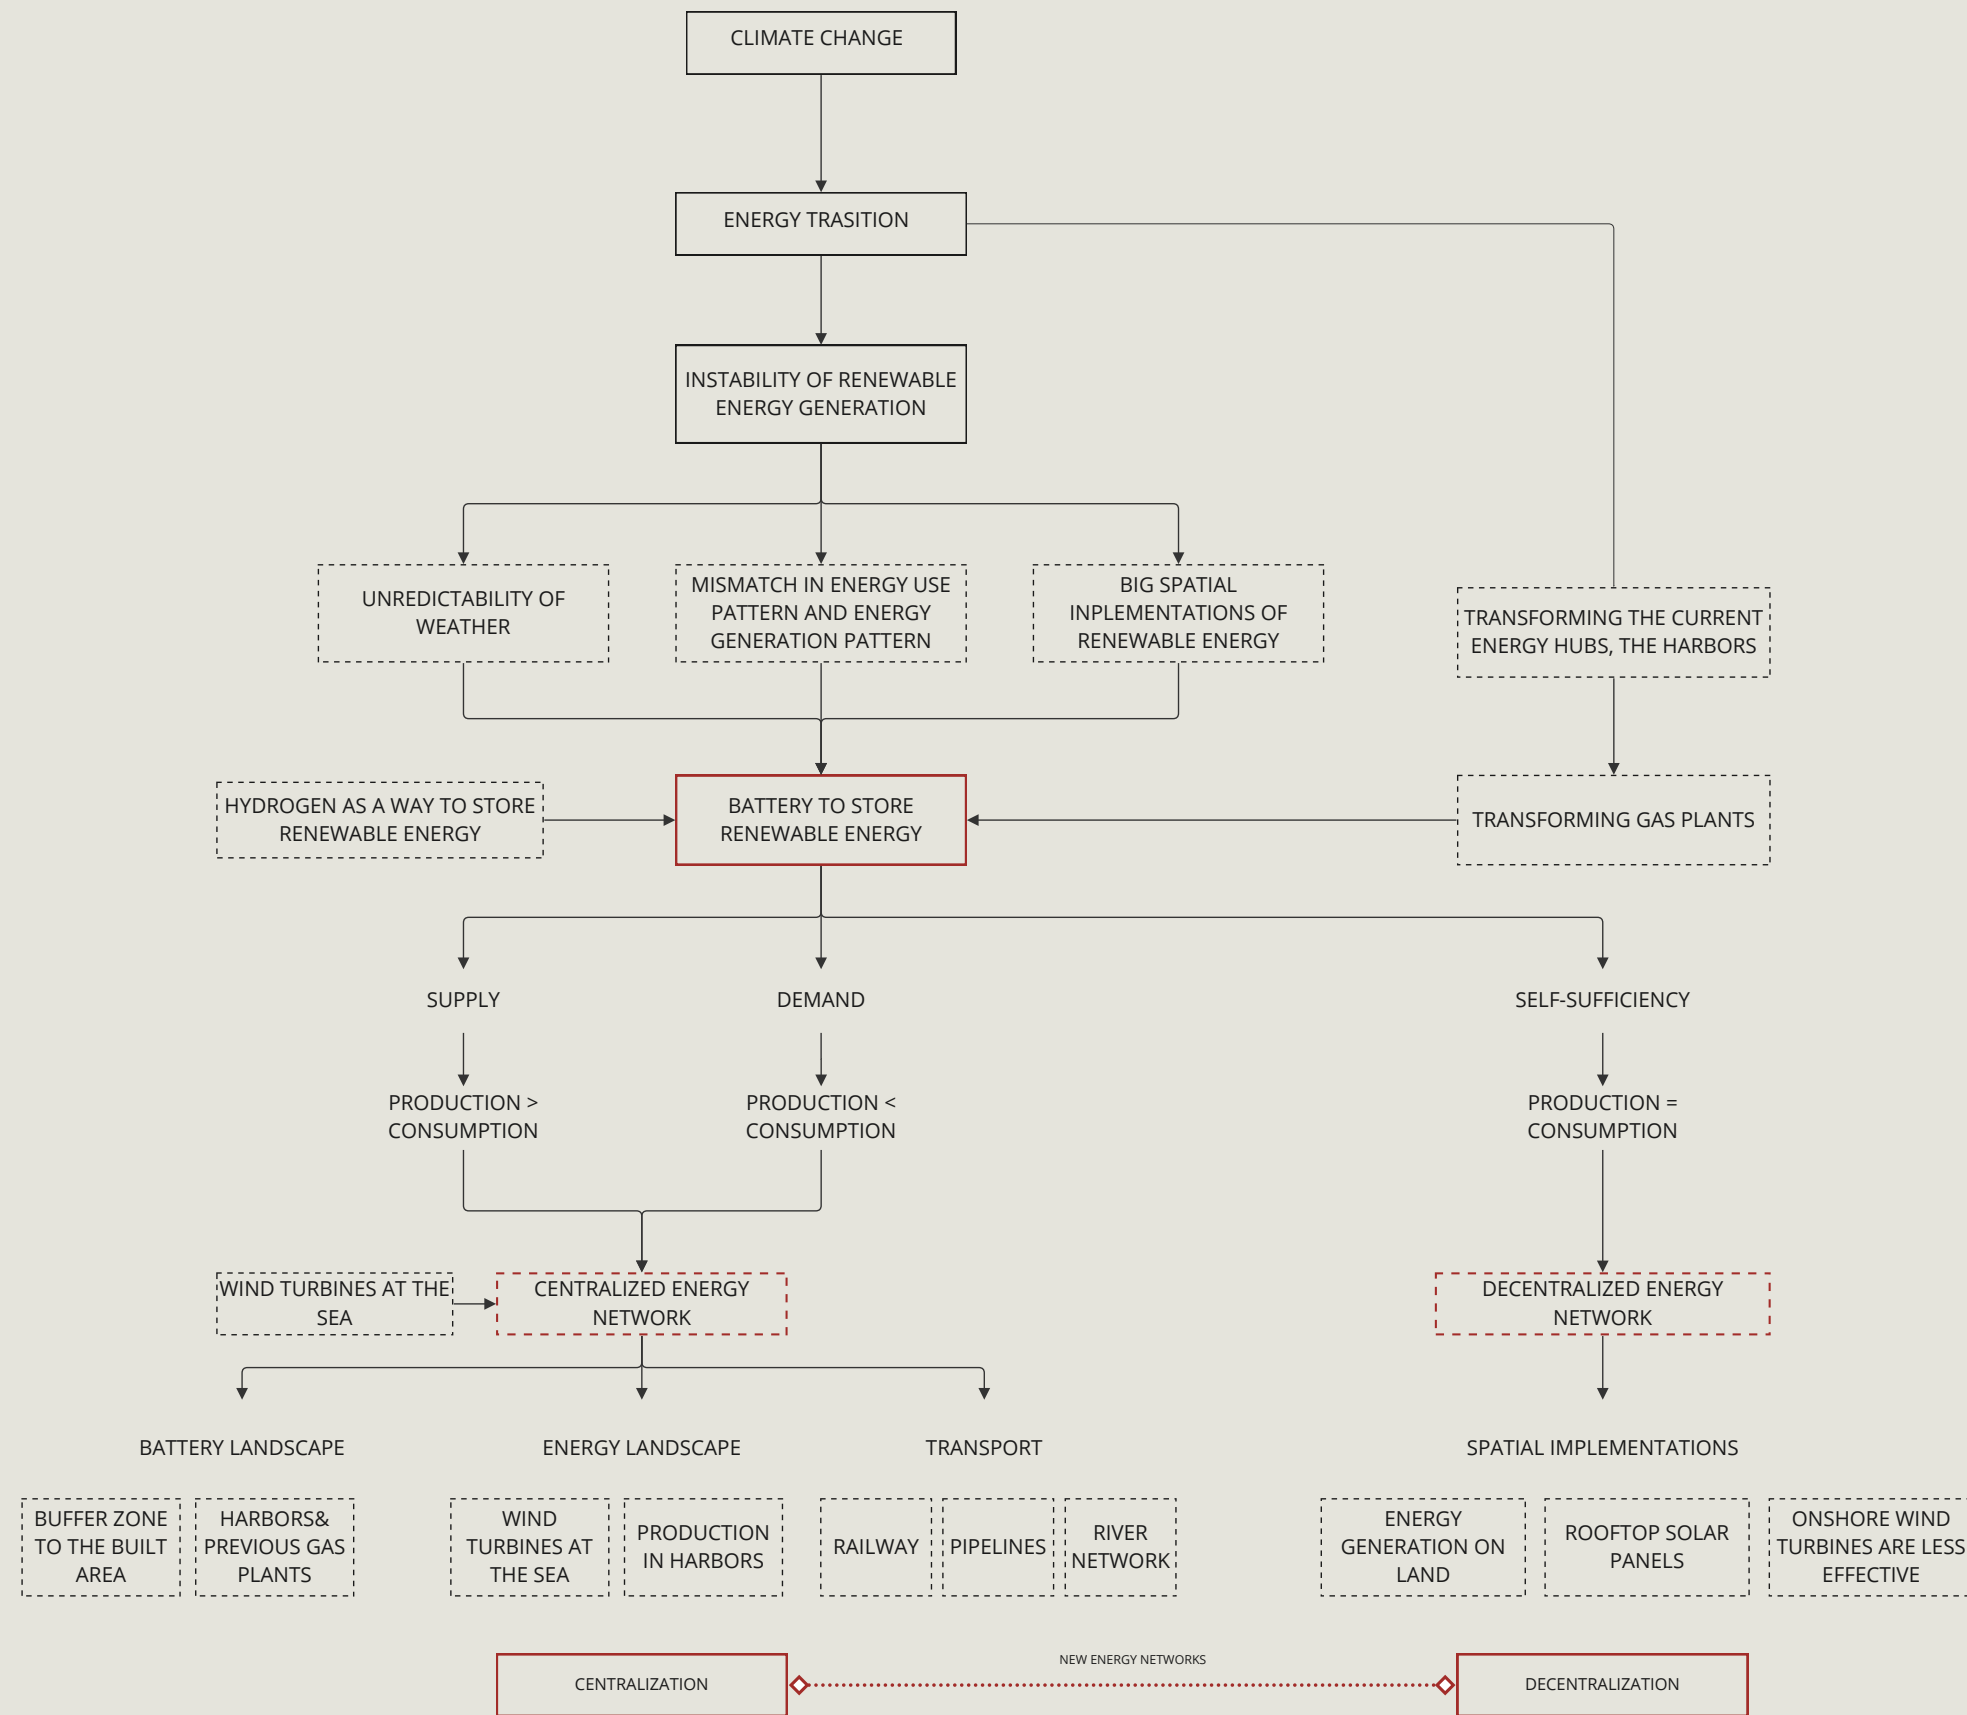 CLIMATE CHANGE
ENERGY TRASITION
INSTABILITY OF RENEWABLE
ENERGY GENERATION
UNREDICTABILITY OF
WEATHER
MISMATCH IN ENERGY USE
PATTERN AND ENERGY
GENERATION PATTERN
BIG SPATIAL
INPLEMENTATIONS OF
RENEWABLE ENERGY
TRANSFORMING THE CURRENT
ENERGY HUBS, THE HARBORS
HYDROGEN AS A WAY TO STORE
RENEWABLE ENERGY
BATTERY TO STORE
RENEWABLE ENERGY
TRANSFORMING GAS PLANTS
SUPPLY
DEMAND
SELF-SUFFICIENCY
PRODUCTION >
CONSUMPTION
PRODUCTION <
CONSUMPTION
PRODUCTION =
CONSUMPTION
WIND TURBINES AT THE
SEA
CENTRALIZED ENERGY
NETWORK
DECENTRALIZED ENERGY
NETWORK
BATTERY LANDSCAPE
ENERGY LANDSCAPE
TRANSPORT
SPATIAL IMPLEMENTATIONS
BUFFER ZONE
TO THE BUILT
AREA
HARBORS&
PREVIOUS GAS
PLANTS
WIND
TURBINES AT
THE SEA
PRODUCTION
IN HARBORS
RAILWAY
PIPELINES
RIVER
NETWORK
ENERGY
GENERATION ON
LAND
ROOFTOP SOLAR
PANELS
ONSHORE WIND
TURBINES ARE LESS
EFFECTIVE
CENTRALIZATION
NEW ENERGY NETWORKS
DECENTRALIZATION